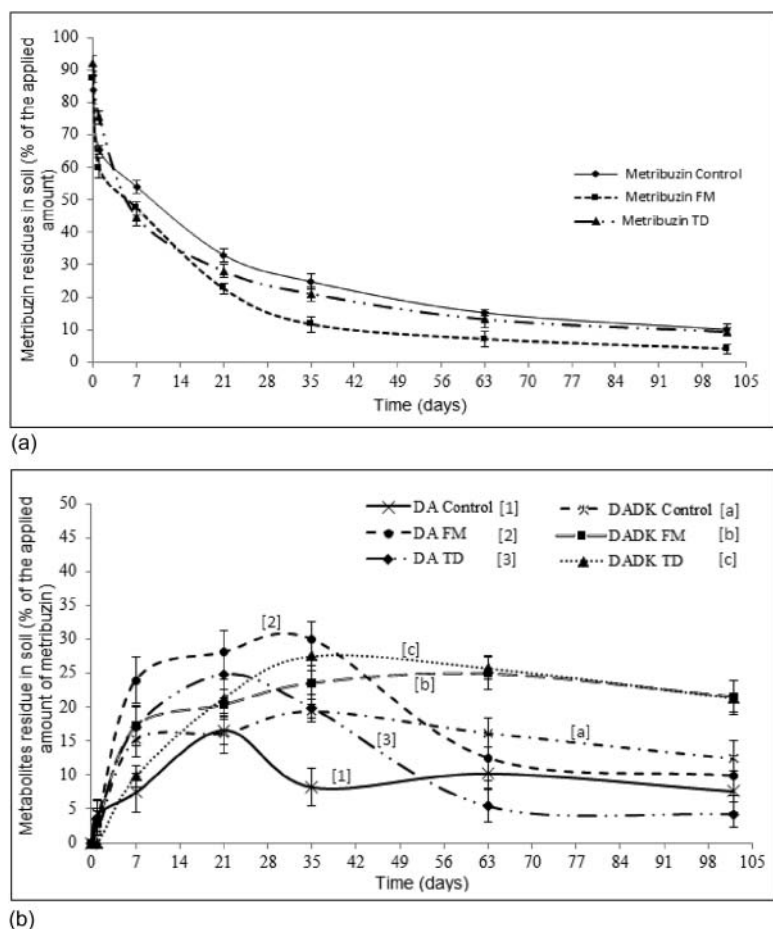 Metribuzin residues in soil (% of the applied
amount)
100
90
80
70
60
50
40
30
20
10
0
Metribuzin Control
Metribuzin FM
Metribuzin TD
0 7 14 21 28 35 42 49 56 63 70 77 84 91 98 105
Time (days)
(a)
Metabolites residue in soil (% of the applied
amount of metribuzin)
50
45
40
35
30
25
20
15
10
5
0
DA Control [1]
DA FM [2]
DA TD [3]
DADK Control [a]
DADK FM [b]
DADK TD [c]
[2]
[c]
[b]
[3]
[a]
[1]
0 7 14 21 28 35 42 49 56 63 70 77 84 91 98 105
Time (days)
(b)